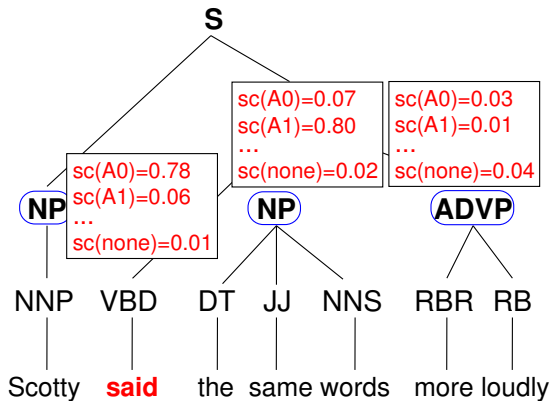 S
sc(A0)=0.07
sc(A1)=0.80
...
sc(none)=0.02
sc(A0)=0.03
sc(A1)=0.01
...
sc(none)=0.04
sc(A0)=0.78
sc(A1)=0.06
...
sc(none)=0.01
NP NP ADVP
NNP VBD DT JJ NNS RBR RB
Scotty said the same words more loudly